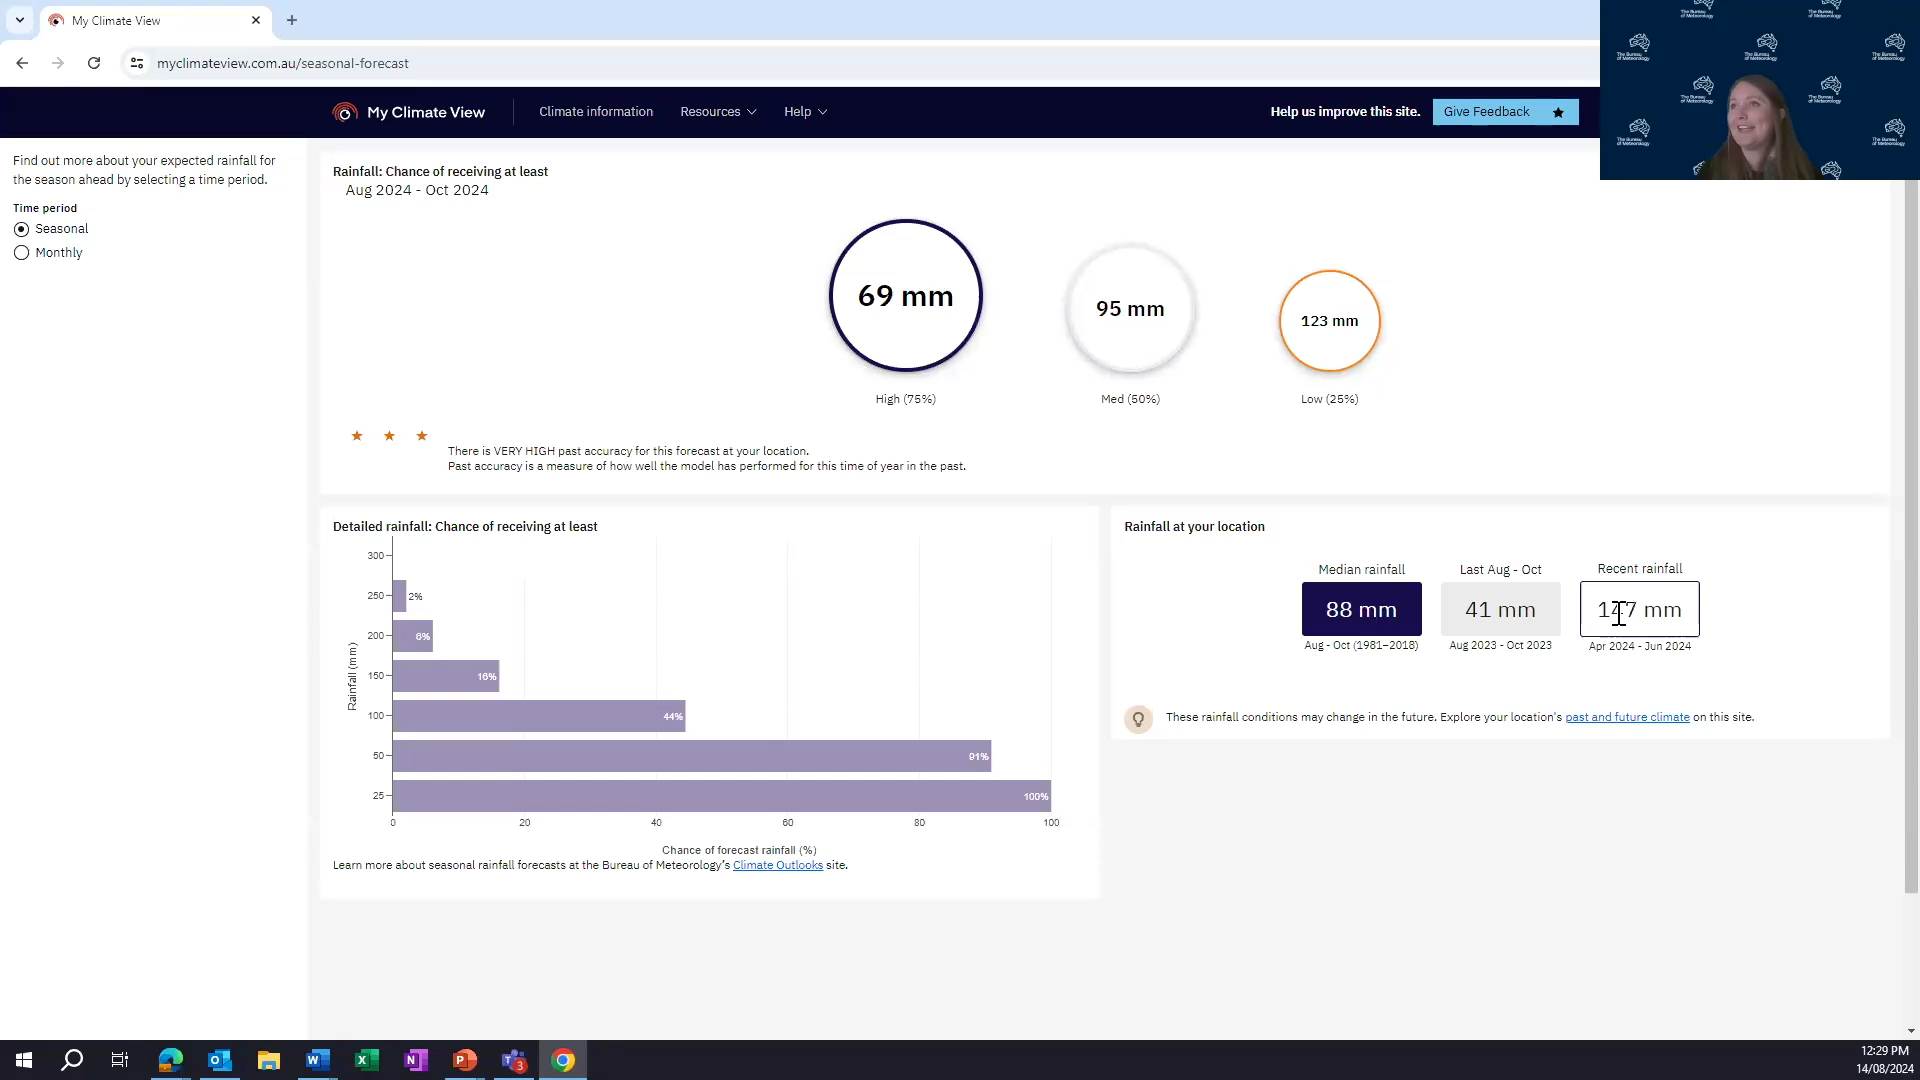 My Climate View
myclimateview.com.au/seasonal-forecast
My Climate View
Climate information
Resources
Help
Help us improve this site.
Give Feedback
The Bureau
of Meteorology
Find out more about your expected rainfall for
the season ahead by selecting a time period.
Time period
Seasonal
Monthly
Rainfall: Chance of receiving at least
Aug 2024 - Oct 2024
69 mm
95 mm
123 mm
High (75%)
Med (50%)
Low (25%)
There is VERY HIGH past accuracy for this forecast at your location.
Past accuracy is a measure of how well the model has performed for this time of year in the past.
Detailed rainfall: Chance of receiving at least
Rainfall (mm)
300
250
2%
200
6%
150
16%
100
44%
50
91%
25
100%
0
20
40
60
80
100
Chance of forecast rainfall (%)
Learn more about seasonal rainfall forecasts at the Bureau of Meteorology's Climate Outlooks site.
Rainfall at your location
Median rainfall
88 mm
Aug - Oct (1981–2018)
Last Aug - Oct
41 mm
Aug 2023 - Oct 2023
Recent rainfall
mm
Apr 2024 - Jun 2024
These rainfall conditions may change in the future. Explore your location's past and future climate on this site.
12:29 PM
14/08/2024